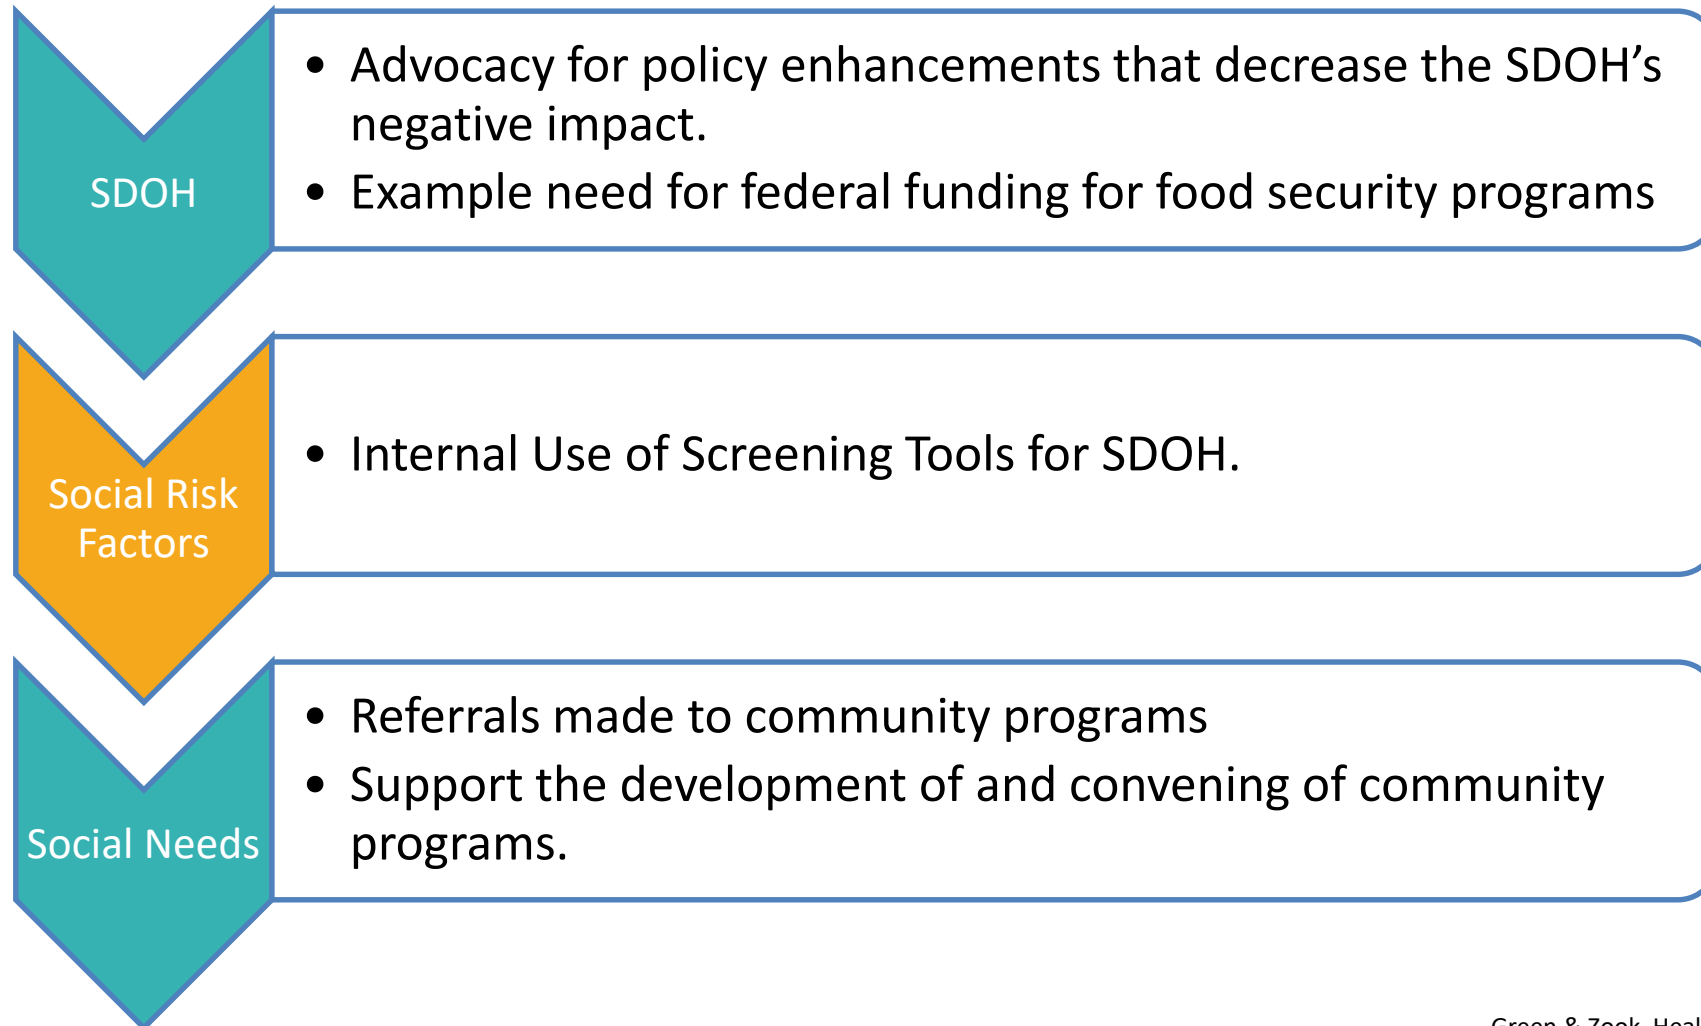 SDOH
• Advocacy for policy enhancements that decrease the SDOH’s
negative impact.
• Example need for federal funding for food security programs
Social Risk
Factors
• Internal Use of Screening Tools for SDOH.
Social Needs
• Referrals made to community programs
• Support the development of and convening of community
programs.
Green & Zook